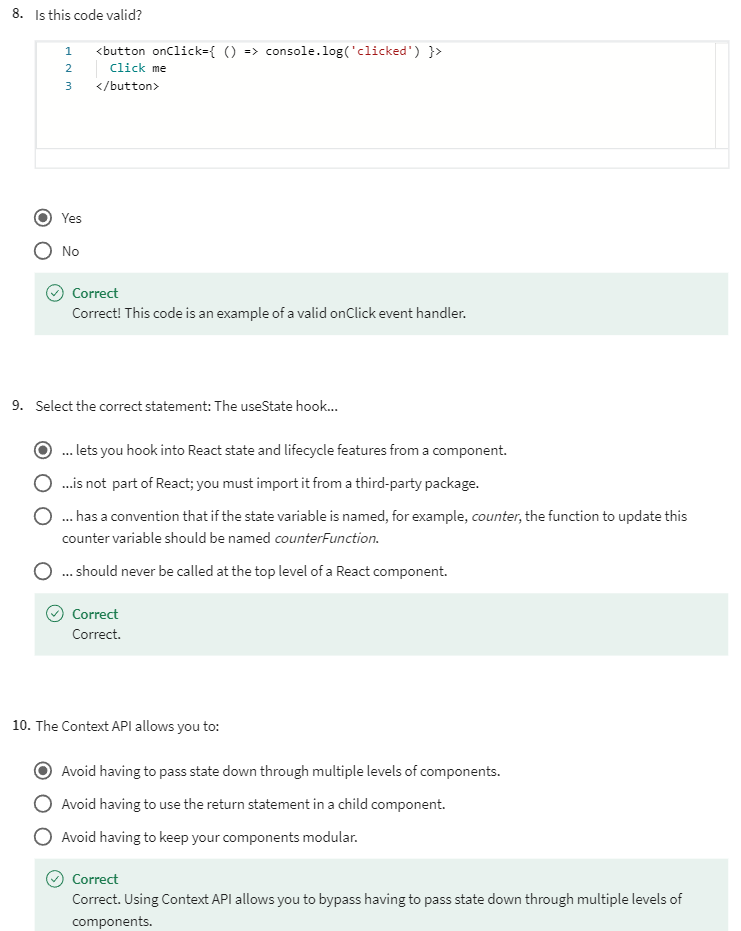 8. Is this code valid?
1 <button onClick={ () => console.log('clicked') }>
2 Click me
3 </button>
Yes
No
Correct
Correct! This code is an example of a valid onClick event handler.
9. Select the correct statement: The useState hook...
... lets you hook into React state and lifecycle features from a component.
...is not part of React; you must import it from a third-party package.
... has a convention that if the state variable is named, for example, counter, the function to update this
counter variable should be named counterFunction.
... should never be called at the top level of a React component.
Correct
Correct.
10. The Context API allows you to:
Avoid having to pass state down through multiple levels of components.
Avoid having to use the return statement in a child component.
Avoid having to keep your components modular.
Correct
Correct. Using Context API allows you to bypass having to pass state down through multiple levels of
components.